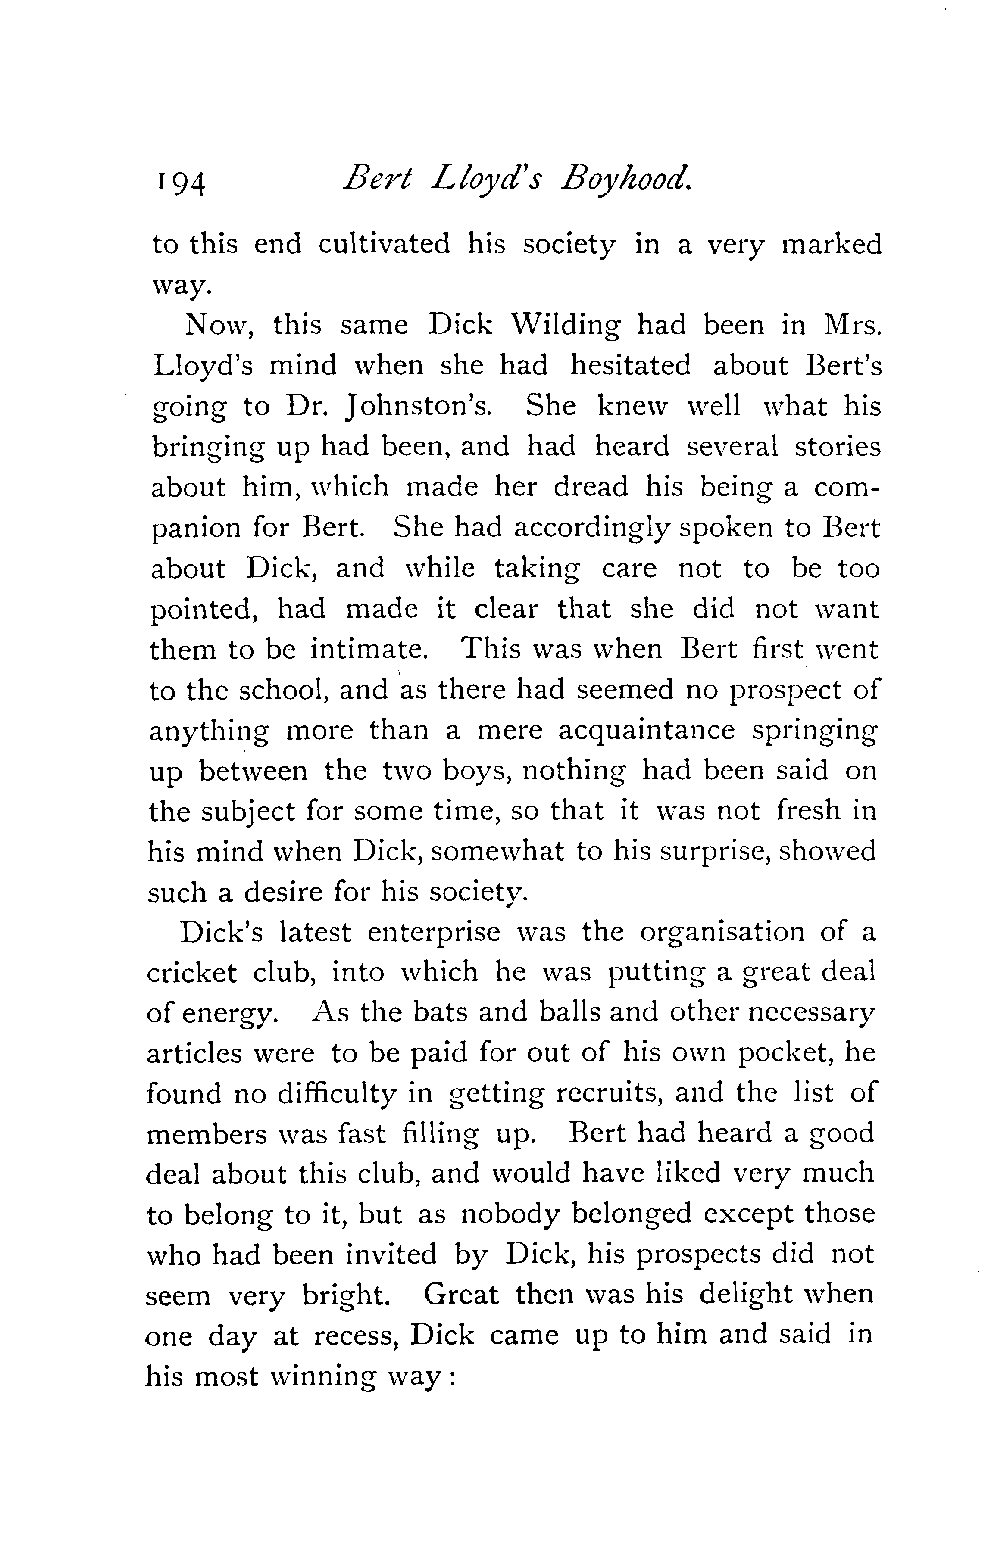 194 Bert Lloyd's Boyhood.
to this end cultivated his society in a very marked
way.
Now, this same Dick Wilding had been in Mrs.
Lloyd's mind when she had hesitated about Bert's
going to Dr. Johnston's. She knew well what his
bringing up had been, and had heard several stories
about him, which made her dread his being a com-
panion for Bert. She had accordingly spoken to Bert
about Dick, and while taking care not to be too
pointed, had made it clear that she did not want
them to be intimate. This was when Bert first went
to the school, and as there had seemed no prospect of
anything more than a mere acquaintance springing
up between the two boys, nothing had been said on
the subject for some time, so that it was not fresh in
his mind when Dick, somewhat to his surprise, showed
such a desire for his society.
Dick's latest enterprise was the organisation of a
cricket club, into which he was putting a great deal
of energy. As the bats and balls and other necessary
articles were to be paid for out of his own pocket, he
found no difficulty in getting recruits, and the list of
members was fast filling up. Bert had heard a good
deal about this club, and would have liked very much
to belong to it, but as nobody belonged except those
who had been invited by Dick, his prospects did not
seem very bright. Great then was his delight when
one day at recess, Dick came up to him and said in
his most winning way :